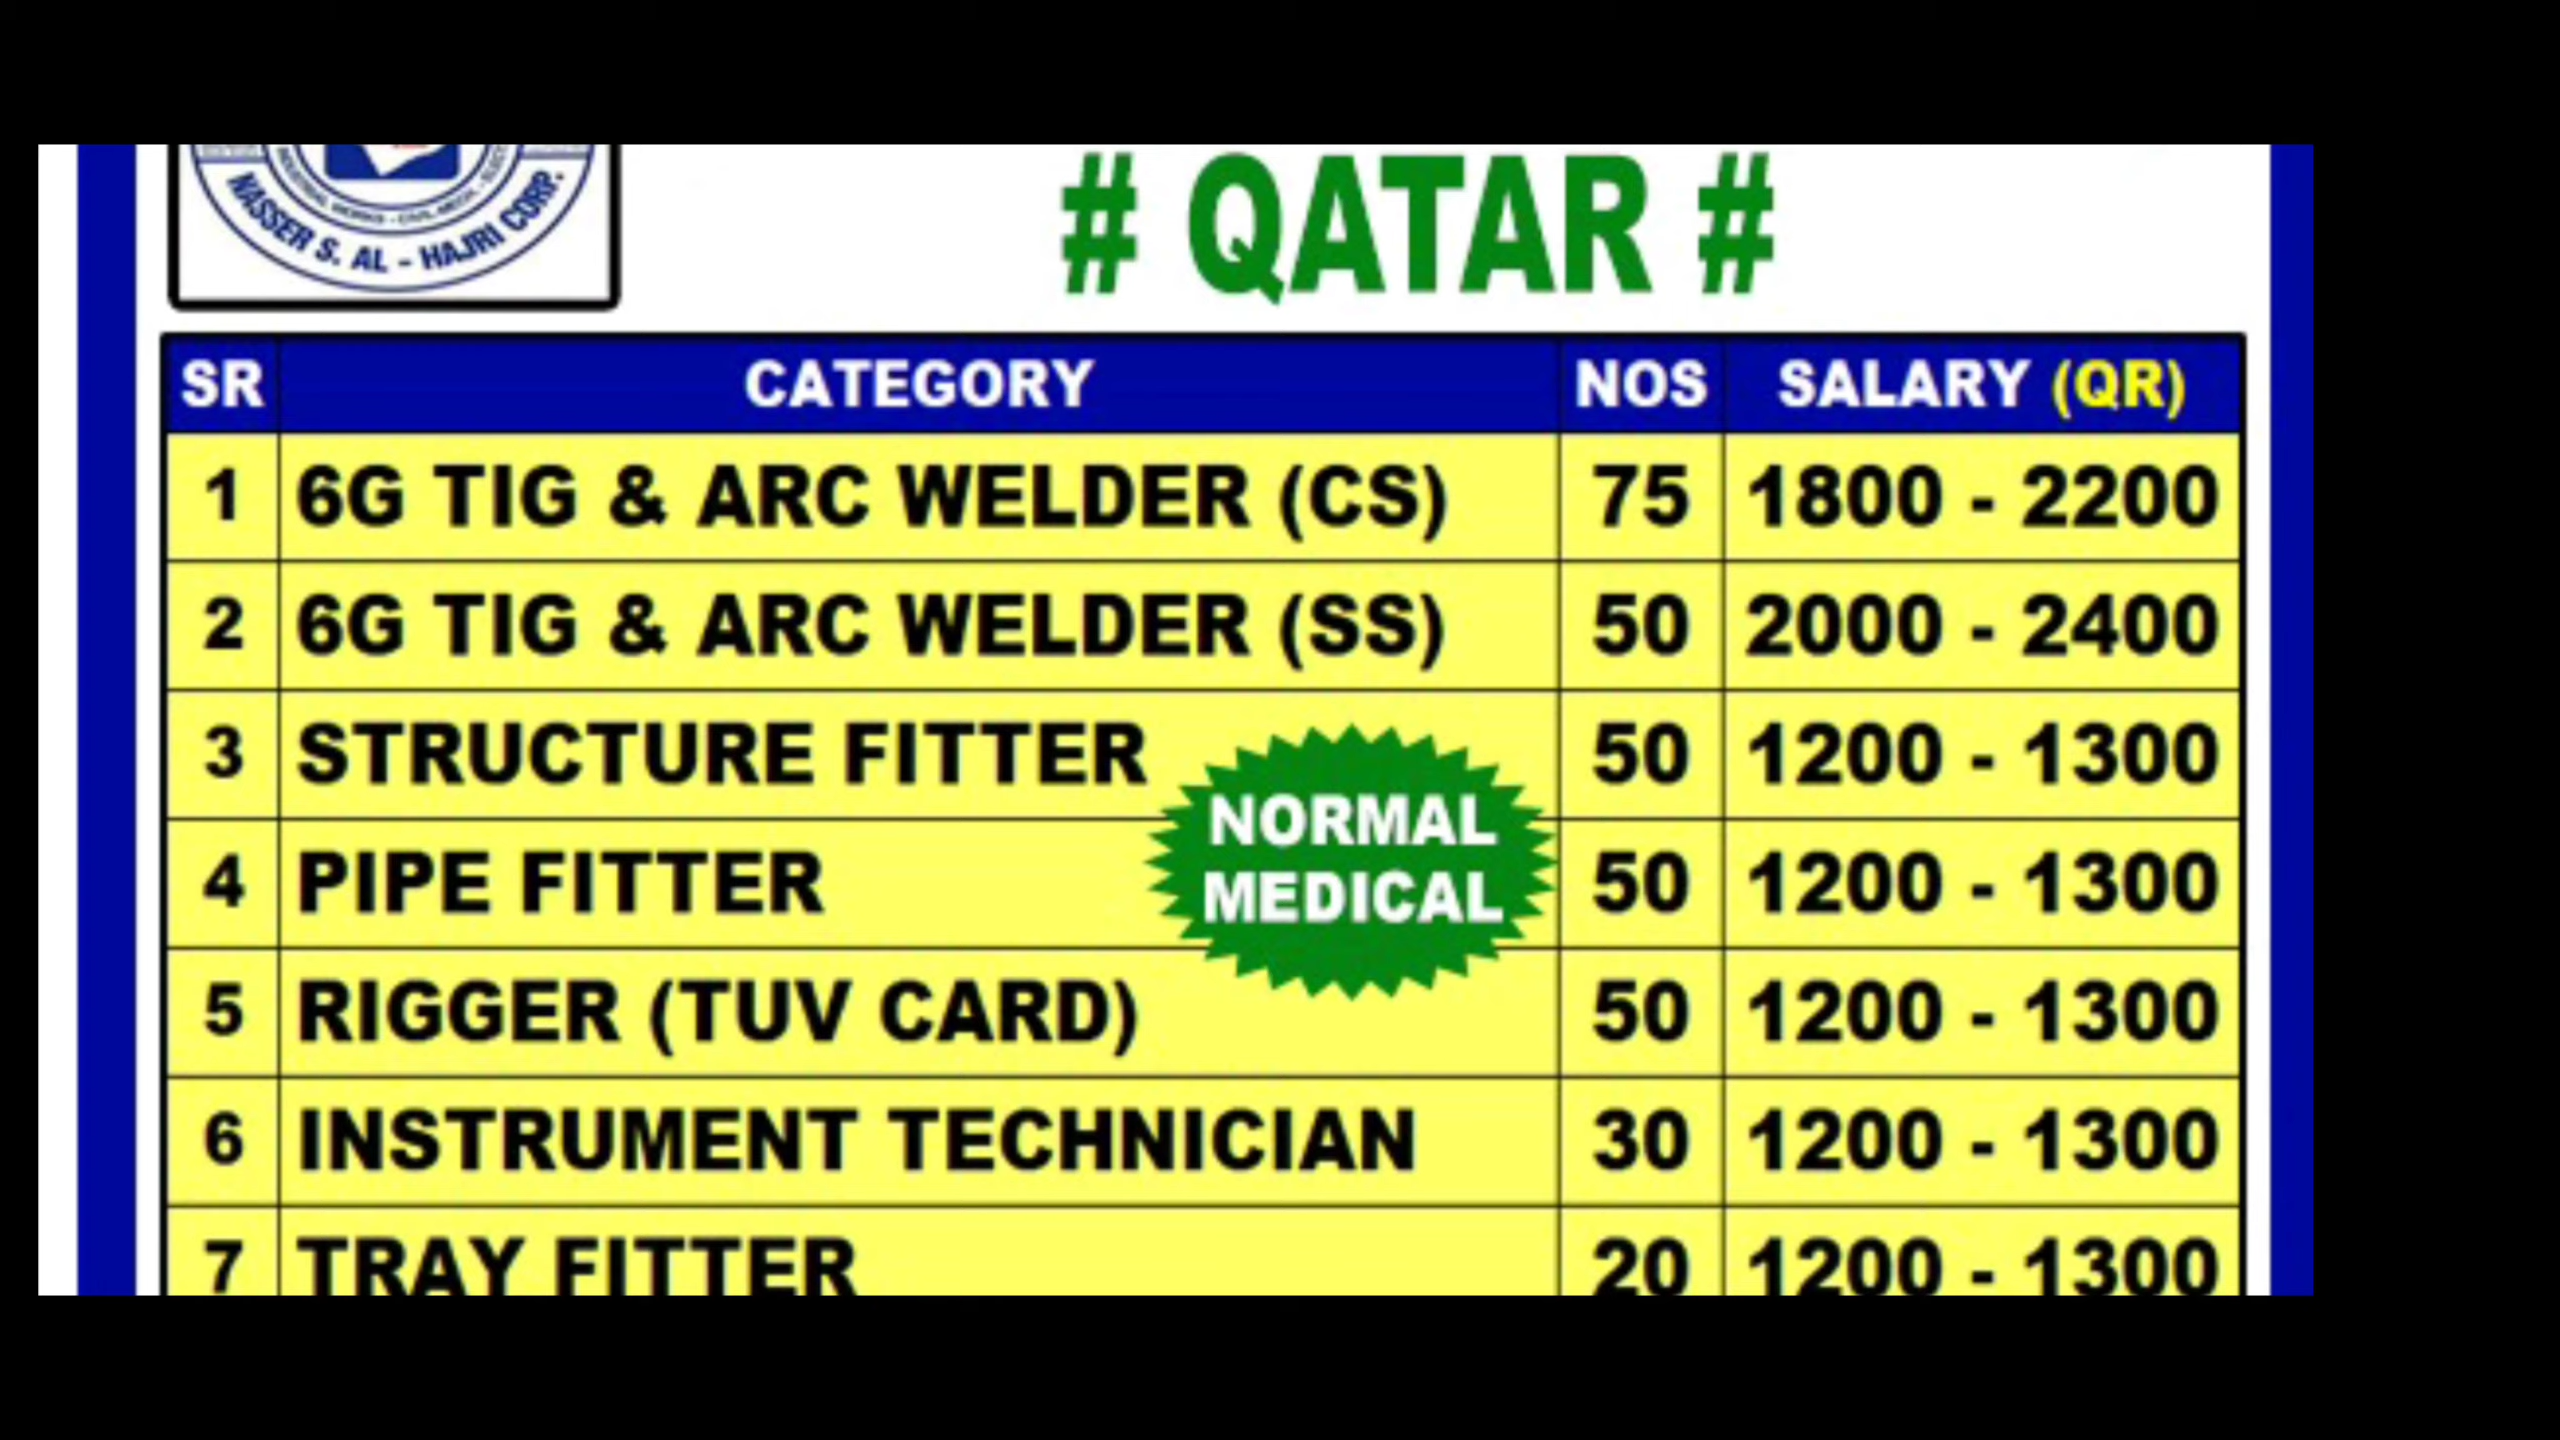 NASSER S. AL - HAJRI CORP.
# QATAR #
SR CATEGORY NOS SALARY (QR)
1 6G TIG & ARC WELDER (CS) 75 1800 - 2200
2 6G TIG & ARC WELDER (SS) 50 2000 - 2400
3 STRUCTURE FITTER 50 1200 - 1300
NORMAL
MEDICAL
4 PIPE FITTER 50 1200 - 1300
5 RIGGER (TUV CARD) 50 1200 - 1300
6 INSTRUMENT TECHNICIAN 30 1200 - 1300
7 TRAY FITTER 20 1200 - 1300